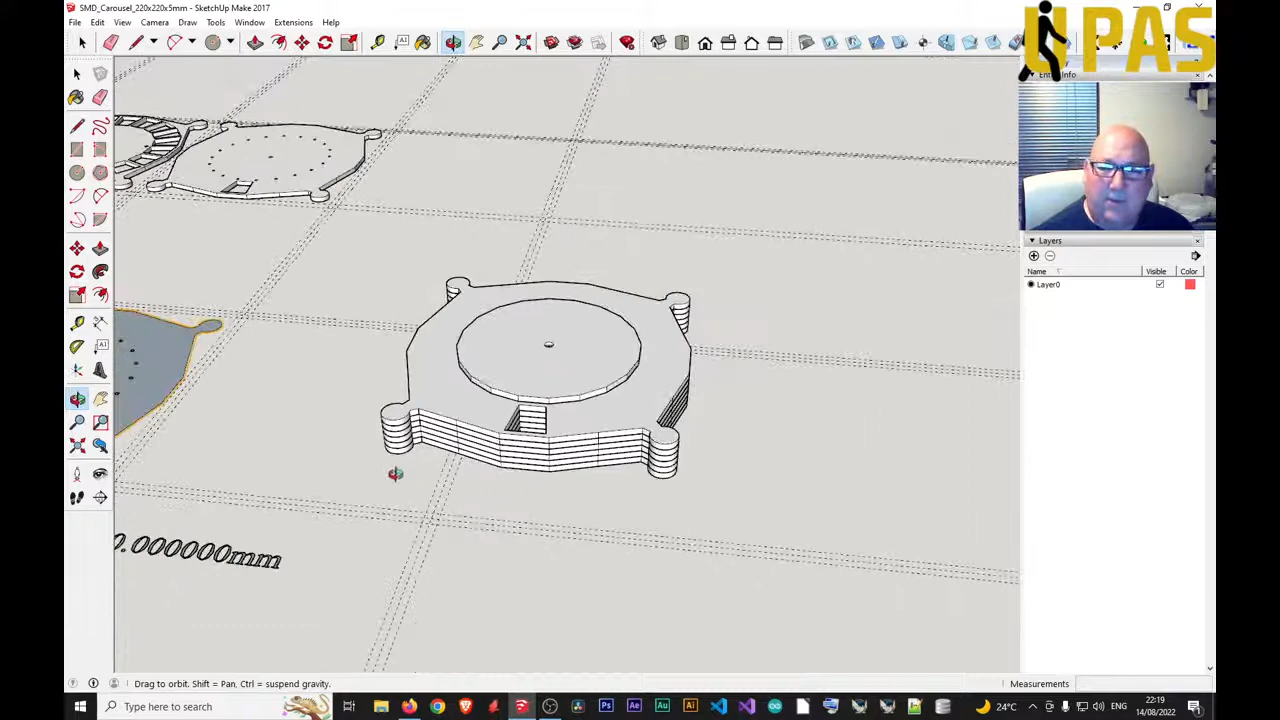 SMD_Carousel_220x220x5mm - SketchUp Make 2017
File Edit View Camera Draw Tools Window Extensions Help
UPAS
Layers
Name Visible Color
Layer0
0.000000mm
Drag to orbit. Shift = Pan, Ctrl = suspend gravity.
Measurements
Type here to search
24°C
ENG
22:19
14/08/2022